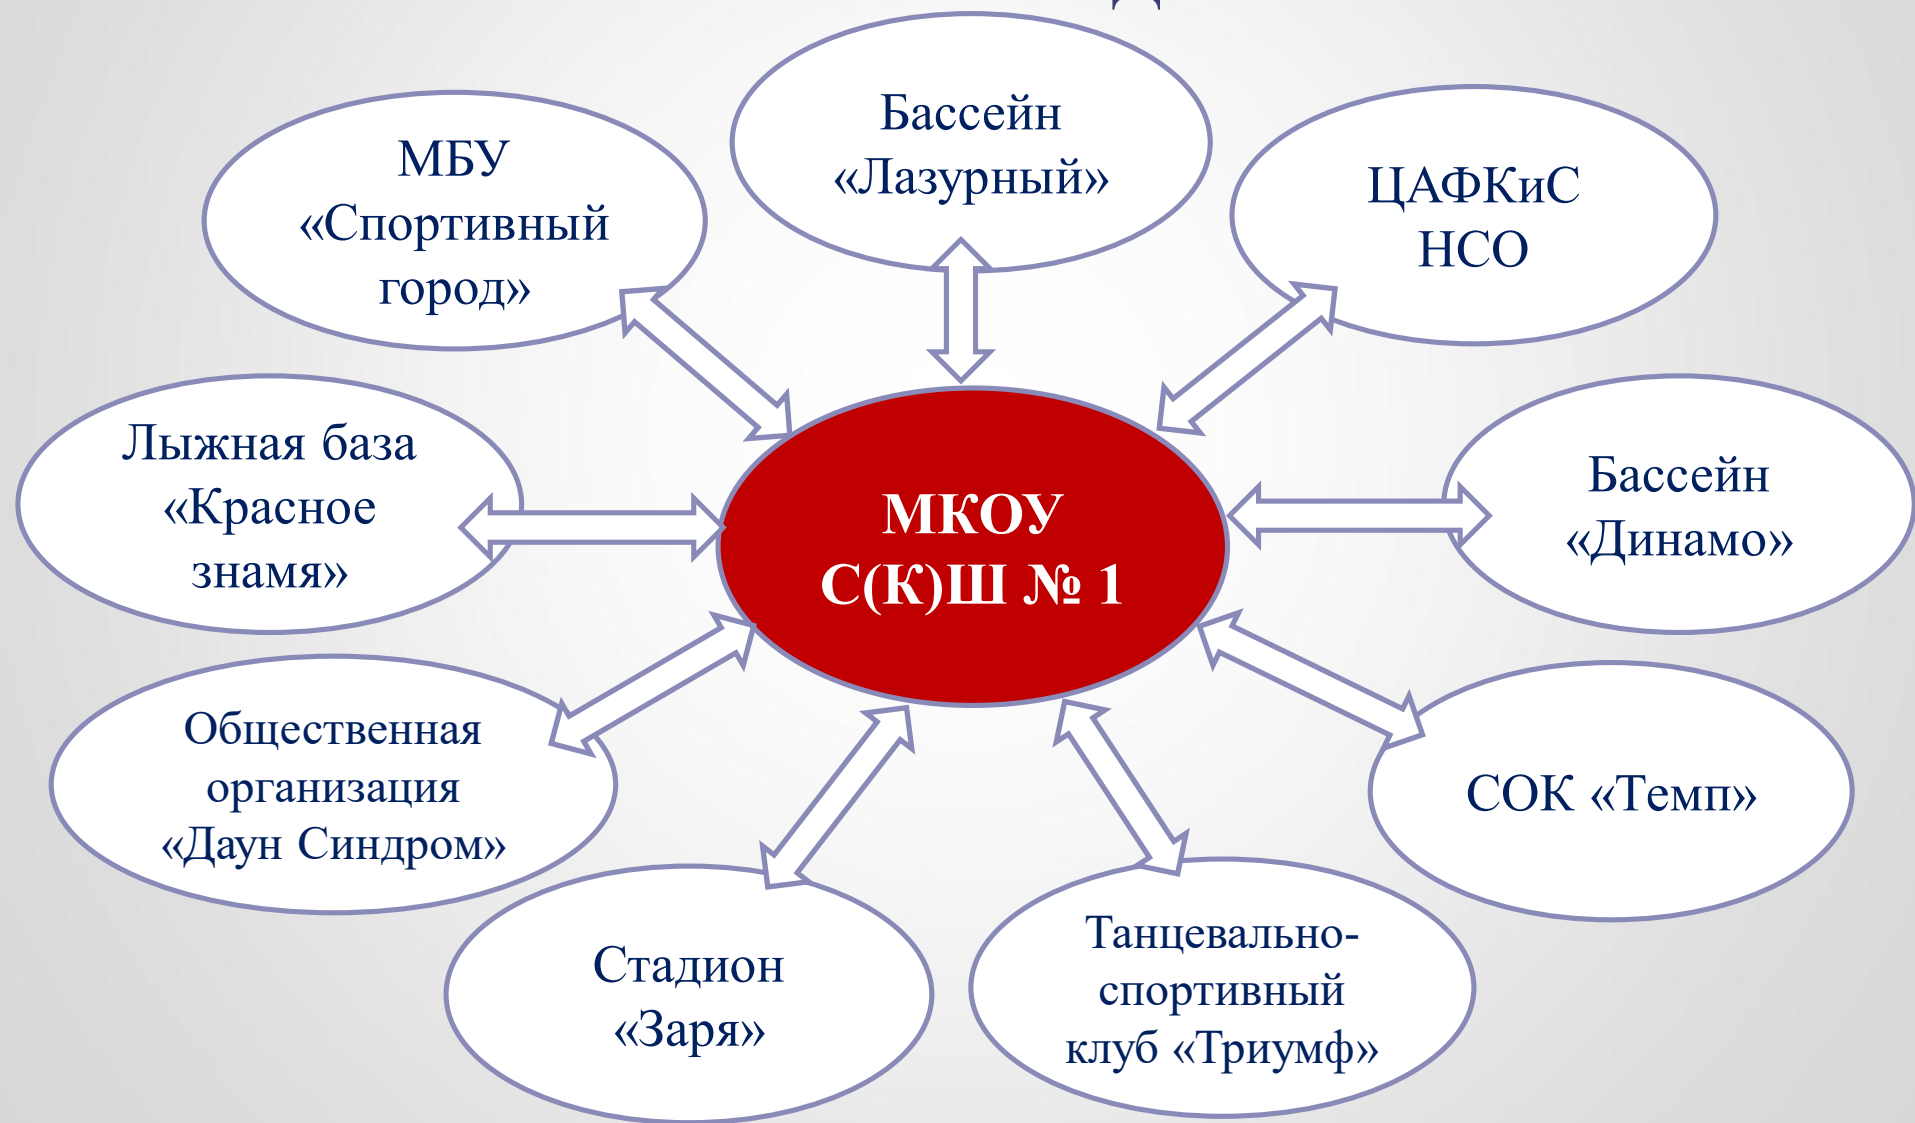 Бассейн
«Лазурный»
МБУ
«Спортивный
город»
ЦАФКиС
НСО
Лыжная база
«Красное
знамя»
МКОУ
С(К)Ш № 1
Бассейн
«Динамо»
Общественная
организация
«Даун Синдром»
СОК «Темп»
Стадион
«Заря»
Танцевально-
спортивный
клуб «Триумф»